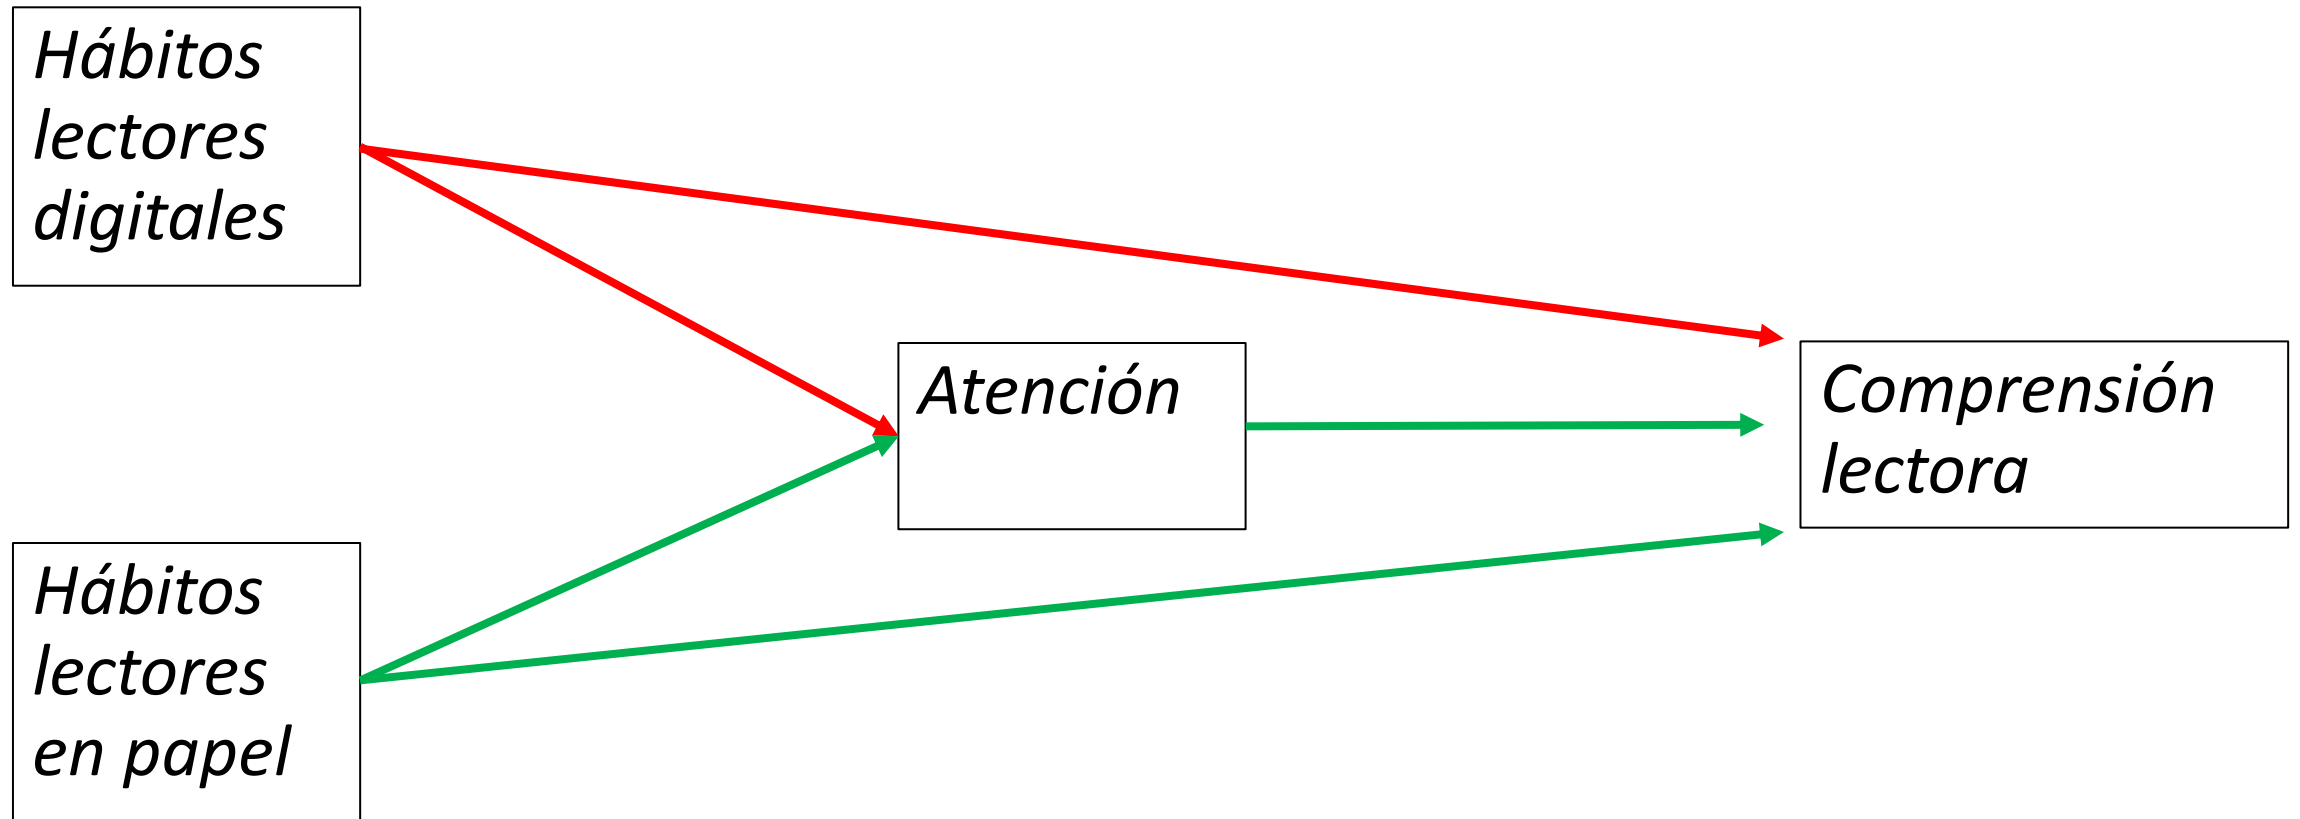 Hábitos
lectores
digitales
Atención
Comprensión
lectora
Hábitos
lectores
en papel